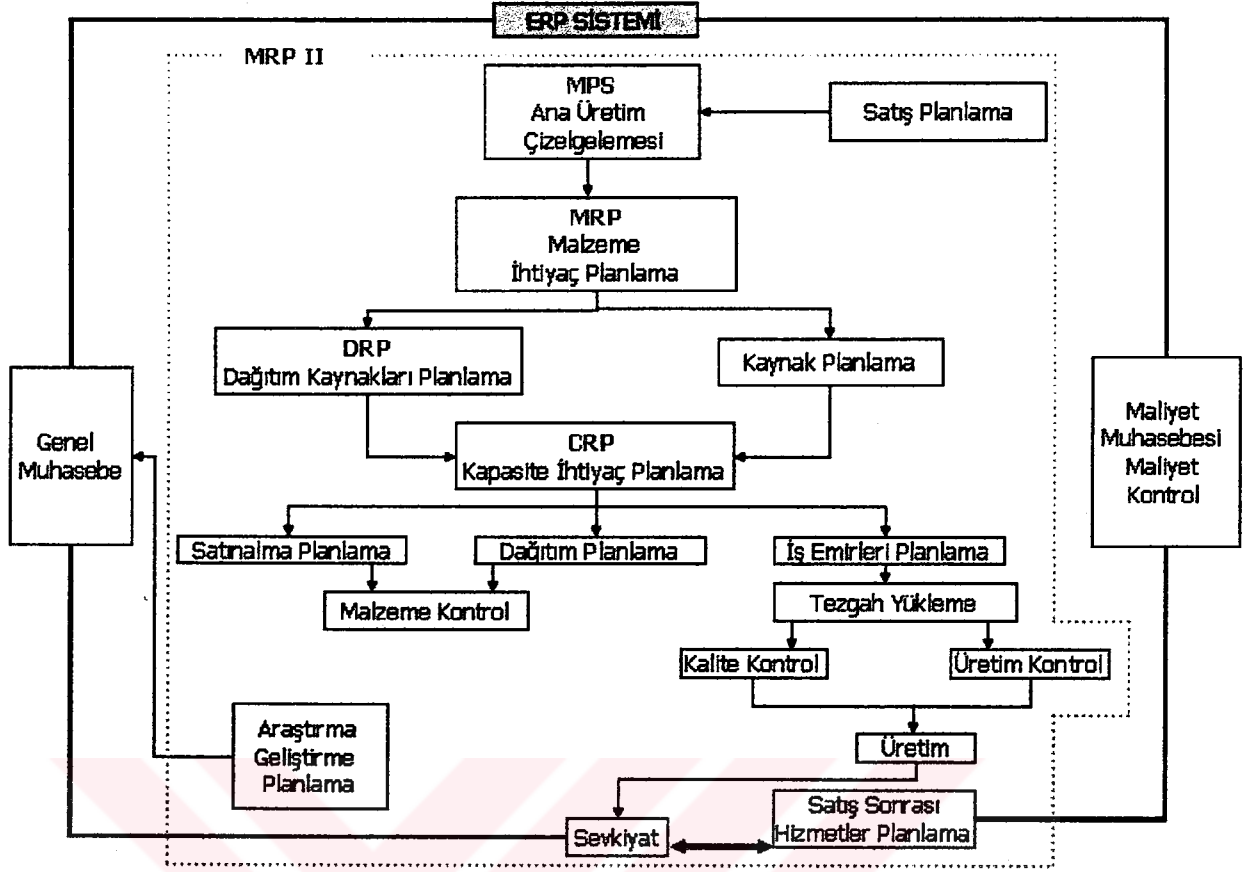 ERP SİSTEMİ
MRP II
MPS
Ana Üretim
Çizelgelemesi
Satış Planlama
MRP
Malzeme
İhtiyaç Planlama
DRP
Dağıtım Kaynakları Planlama
Kaynak Planlama
Genel
Muhasebe
Maliyet
Muhasebesi
Maliyet
Kontrol
CRP
Kapasite İhtiyaç Planlama
Satınalma Planlama
Dağıtım Planlama
İş Emirleri Planlama
Malzeme Kontrol
Tezgah Yükleme
Kalite Kontrol
Üretim Kontrol
Araştırma
Geliştirme
Planlama
Üretim
Sevkiyat
Satış Sonrası
Hizmetler Planlama